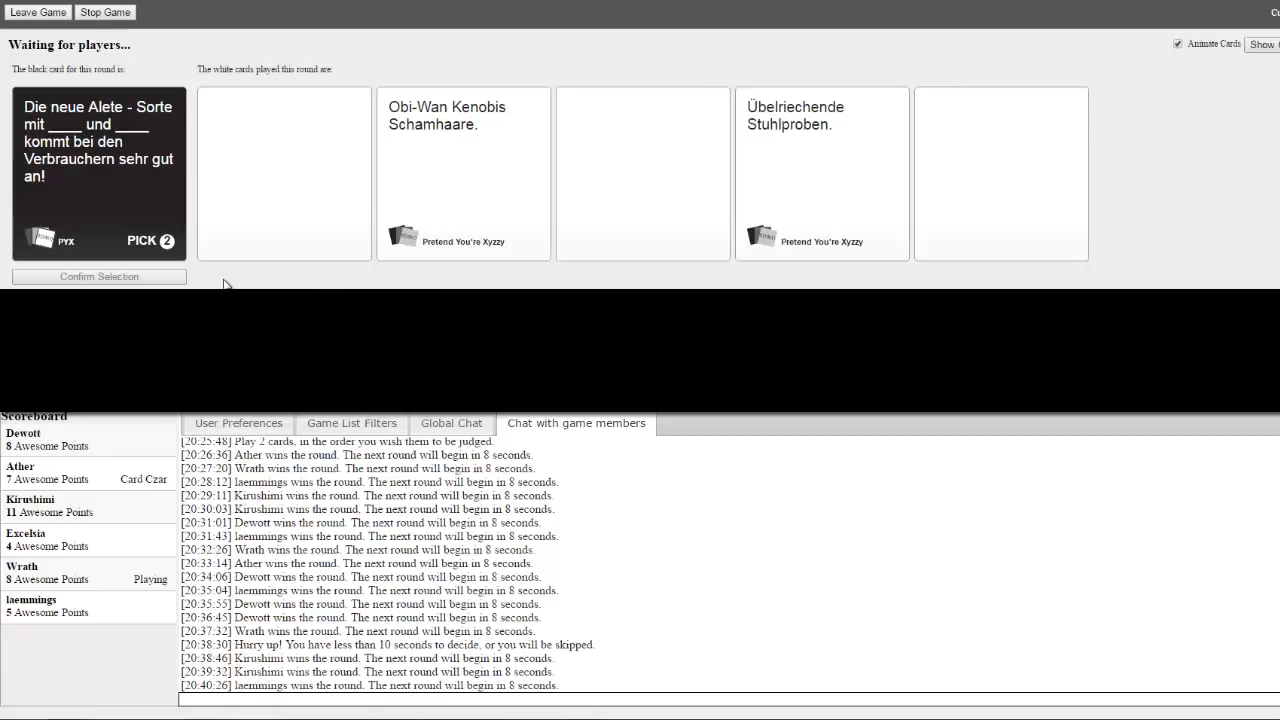 Leave Game Stop Game
Waiting for players...
Animate Cards Show
The black card for this round is:
The white cards played this round are:
Die neue Alete - Sorte
mit ____ und ____
kommt bei den
Verbrauchern sehr gut
an!
PYX PICK 2
Obi-Wan Kenobis
Schamhaare.
Pretend You're Xyzzy
Übelriechende
Stuhlproben.
Pretend You're Xyzzy
Confirm Selection
Scoreboard
Dewott
8 Awesome Points
Ather
7 Awesome Points Card Czar
Kirushimi
11 Awesome Points
Excelsia
4 Awesome Points
Wrath
8 Awesome Points Playing
laemmings
5 Awesome Points
User Preferences Game List Filters Global Chat Chat with game members
[20:25:48] Play 2 cards, in the order you wish them to be judged.
[20:26:36] Ather wins the round. The next round will begin in 8 seconds.
[20:27:20] Wrath wins the round. The next round will begin in 8 seconds.
[20:28:12] laemmings wins the round. The next round will begin in 8 seconds.
[20:29:11] Kirushimi wins the round. The next round will begin in 8 seconds.
[20:30:03] Kirushimi wins the round. The next round will begin in 8 seconds.
[20:31:01] Dewott wins the round. The next round will begin in 8 seconds.
[20:31:43] laemmings wins the round. The next round will begin in 8 seconds.
[20:32:26] Wrath wins the round. The next round will begin in 8 seconds.
[20:33:14] Ather wins the round. The next round will begin in 8 seconds.
[20:34:06] Dewott wins the round. The next round will begin in 8 seconds.
[20:35:04] laemmings wins the round. The next round will begin in 8 seconds.
[20:35:55] Dewott wins the round. The next round will begin in 8 seconds.
[20:36:45] Dewott wins the round. The next round will begin in 8 seconds.
[20:37:32] Wrath wins the round. The next round will begin in 8 seconds.
[20:38:30] Hurry up! You have less than 10 seconds to decide, or you will be skipped.
[20:38:46] Kirushimi wins the round. The next round will begin in 8 seconds.
[20:39:32] Kirushimi wins the round. The next round will begin in 8 seconds.
[20:40:26] laemmings wins the round. The next round will begin in 8 seconds.